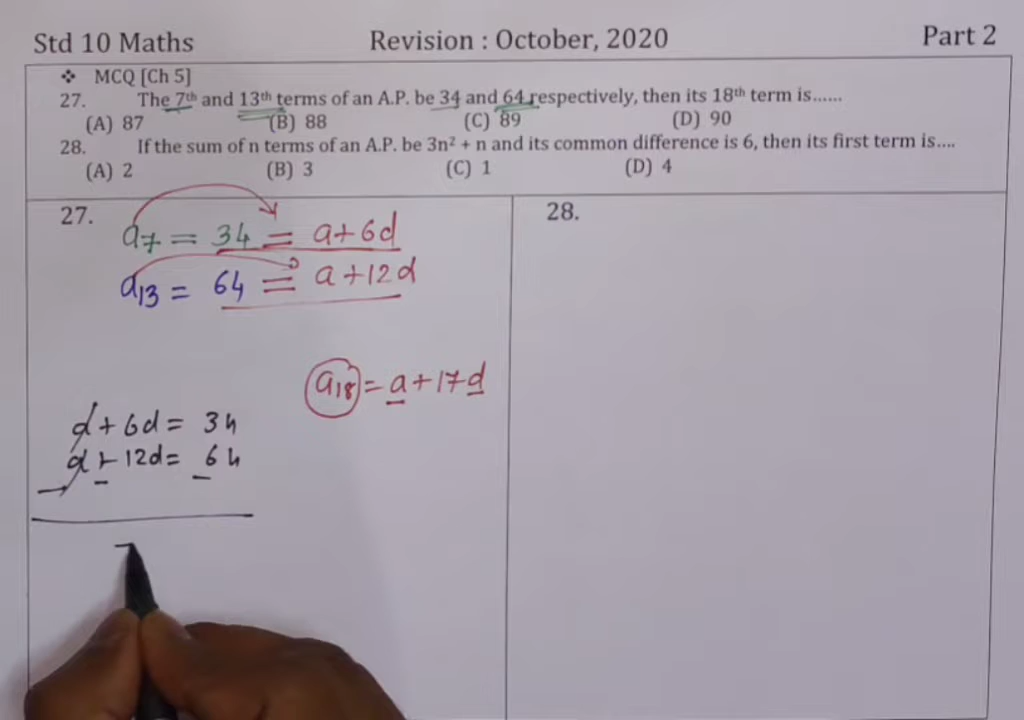 Std 10 Maths Revision : October, 2020 Part 2
❖ MCQ [Ch 5]
27. The 7th and 13th terms of an A.P. be 34 and 64 respectively, then its 18th term is......
(A) 87 (B) 88 (C) 89 (D) 90
28. If the sum of n terms of an A.P. be 3n² + n and its common difference is 6, then its first term is....
(A) 2 (B) 3 (C) 1 (D) 4
27.
a₇ = 34 = a+6d
a₁₃ = 64 = a+12d
a₁₈ = a+17d
a+6d = 34
a+12d = 64
28.